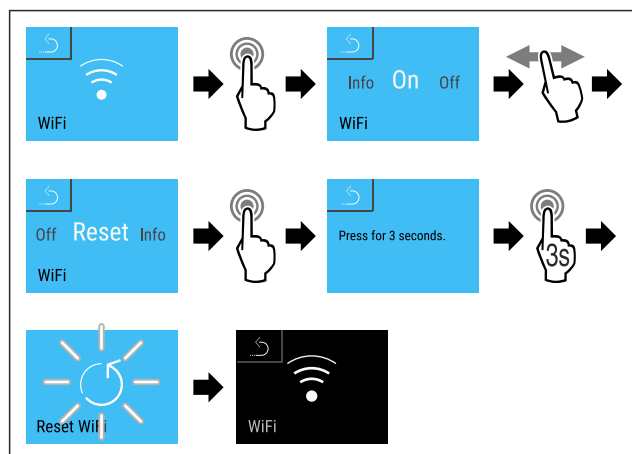 WiFi
Info On Off
WiFi
Off Reset Info
WiFi
Press for 3 seconds.
3s
Reset WiFi
WiFi